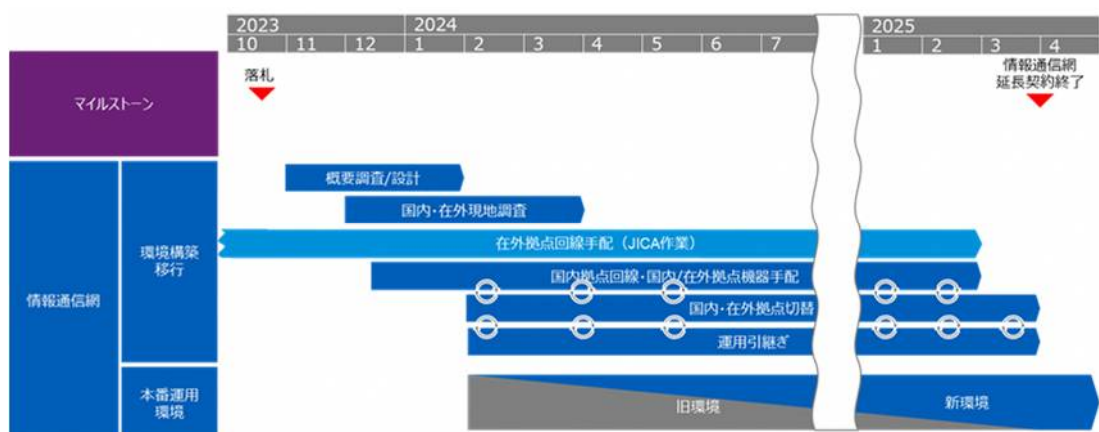 2023 2024 2025
10 11 12 1 2 3 4 5 6 7 1 2 3 4
マイルストーン
落札
情報通信網
延長契約終了
情報通信網
環境構築
移行
概要調査/設計
国内・在外現地調査
在外拠点回線手配（JICA作業）
国内拠点回線・国内/在外拠点機器手配
国内・在外拠点切替
運用引継ぎ
本番運用
環境
旧環境
新環境